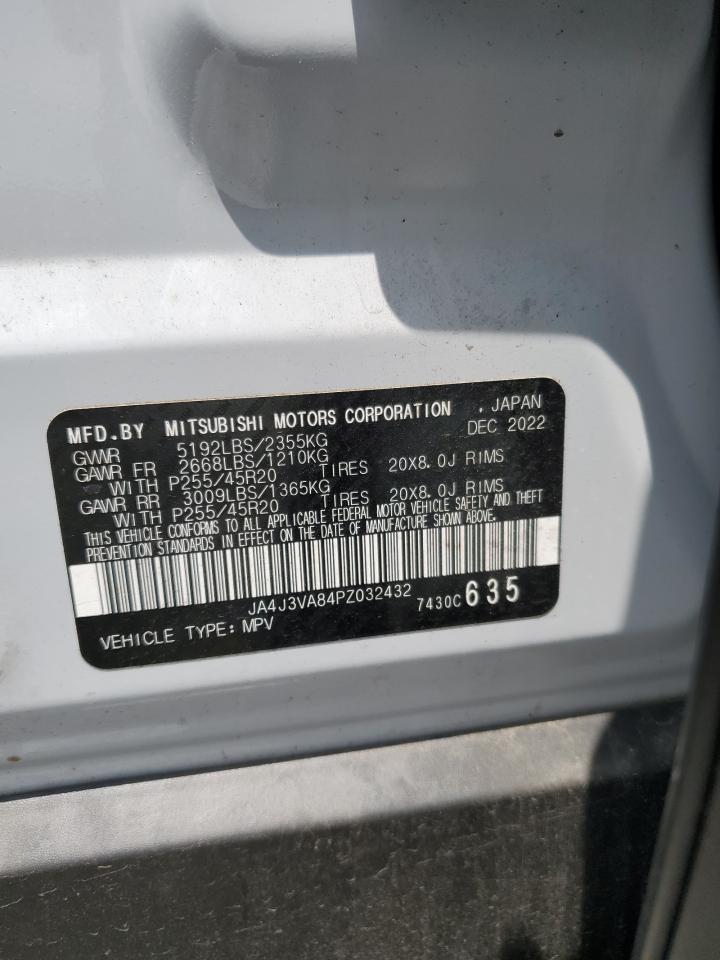 MFD.BY MITSUBISHI MOTORS CORPORATION , JAPAN
GVWR 5192LBS/2355KG DEC 2022
GAWR FR 2668LBS/1210KG
WITH P255/45R20 TIRES 20X8.0J RIMS
GAWR RR 3009LBS/1365KG
WITH P255/45R20 TIRES 20X8.0J RIMS
THIS VEHICLE CONFORMS TO ALL APPLICABLE FEDERAL MOTOR VEHICLE SAFETY AND THEFT
PREVENTION STANDARDS IN EFFECT ON THE DATE OF MANUFACTURE SHOWN ABOVE.
JA4J3VA84PZ032432 7430C 635
VEHICLE TYPE: MPV